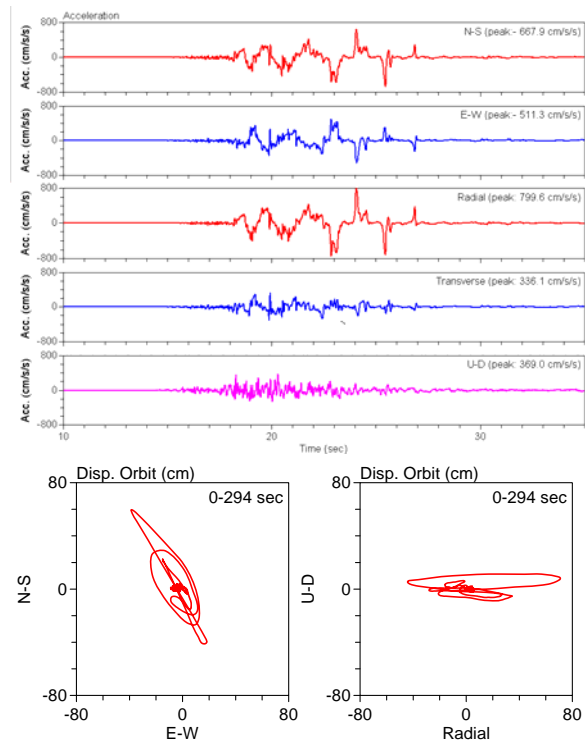 Acceleration
800
0
-800
Acc. (cm/s/s)
N-S (peak:- 667.9 cm/s/s)
800
0
-800
Acc. (cm/s/s)
E-W (peak:- 511.3 cm/s/s)
800
0
-800
Acc. (cm/s/s)
Radial (peak: 799.6 cm/s/s)
800
0
-800
Acc. (cm/s/s)
Transverse (peak: 336.1 cm/s/s)
800
0
-800
Acc. (cm/s/s)
U-D (peak: 369.0 cm/s/s)
10 20 30
Time (sec)
Disp. Orbit (cm)
0-294 sec
80
0
-80
N-S
-80 0 80
E-W
Disp. Orbit (cm)
0-294 sec
80
0
-80
U-D
-80 0 80
Radial